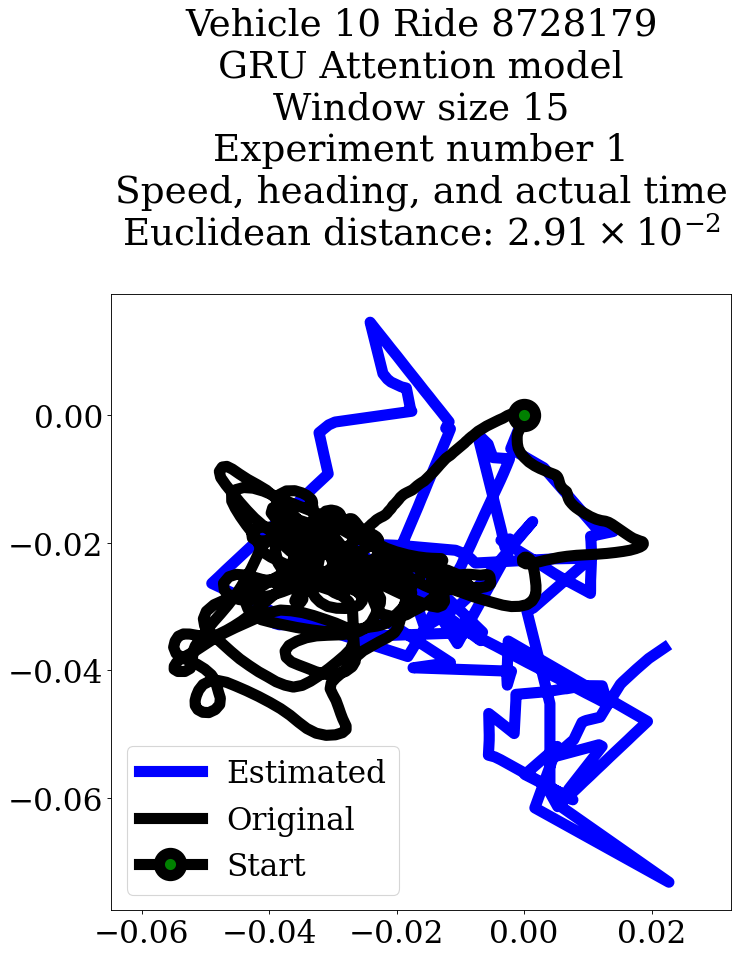 Vehicle 10 Ride 8728179
GRU Attention model
Window size 15
Experiment number 1
Speed, heading, and actual time
Euclidean distance: 2.91 × 10⁻²
0.00
−0.02
−0.04
−0.06
Estimated
Original
Start
−0.06 −0.04 −0.02 0.00 0.02